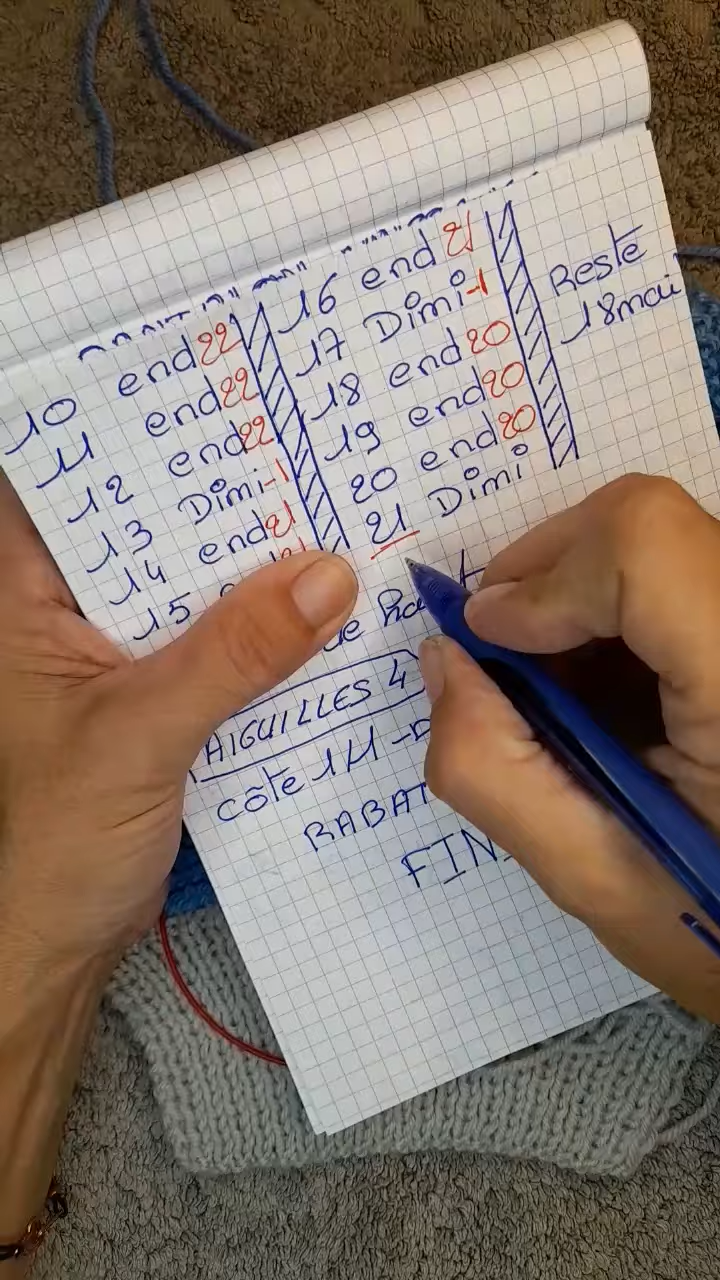 10 end 22
11 end 22
12 end 22
13 Dimi -1
14 end 21
15
16 end 21
17 Dimi -1
18 end 20
19 end 20
20 end 20
21 Dimi
Reste
18 mai
AIGUILLES 4
côte 1/1
RABAT
FIN